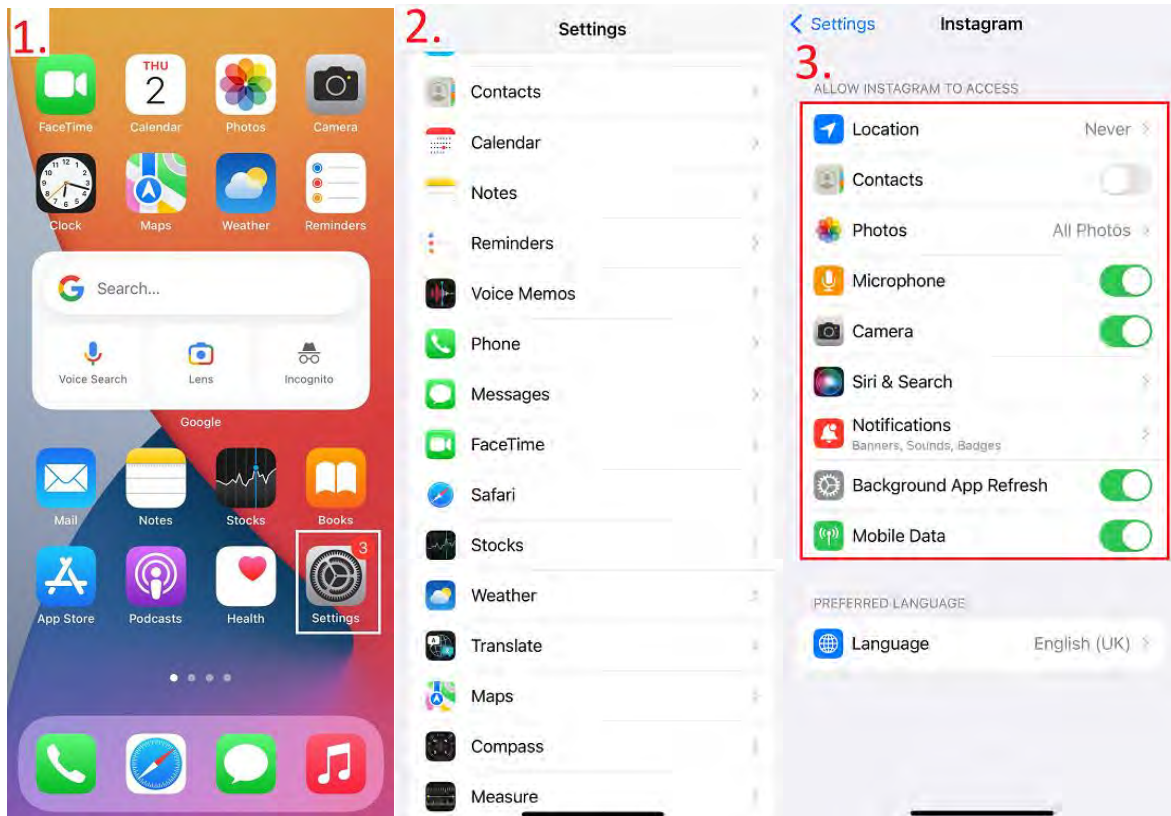 1.
THU
2
FaceTime
Calendar
Photos
Camera
12
Clock
Maps
Weather
Reminders
G Search...
Voice Search
Lens
Incognito
Google
Mail
Notes
Stocks
Books
3
App Store
Podcasts
Health
Settings
2.
Settings
Contacts
Calendar
Notes
Reminders
Voice Memos
Phone
Messages
FaceTime
Safari
Stocks
Weather
Translate
Maps
Compass
Measure
Settings
Instagram
3.
ALLOW INSTAGRAM TO ACCESS
Location Never
Contacts
Photos All Photos
Microphone
Camera
Siri & Search
Notifications
Banners, Sounds, Badges
Background App Refresh
Mobile Data
PREFERRED LANGUAGE
Language English (UK)